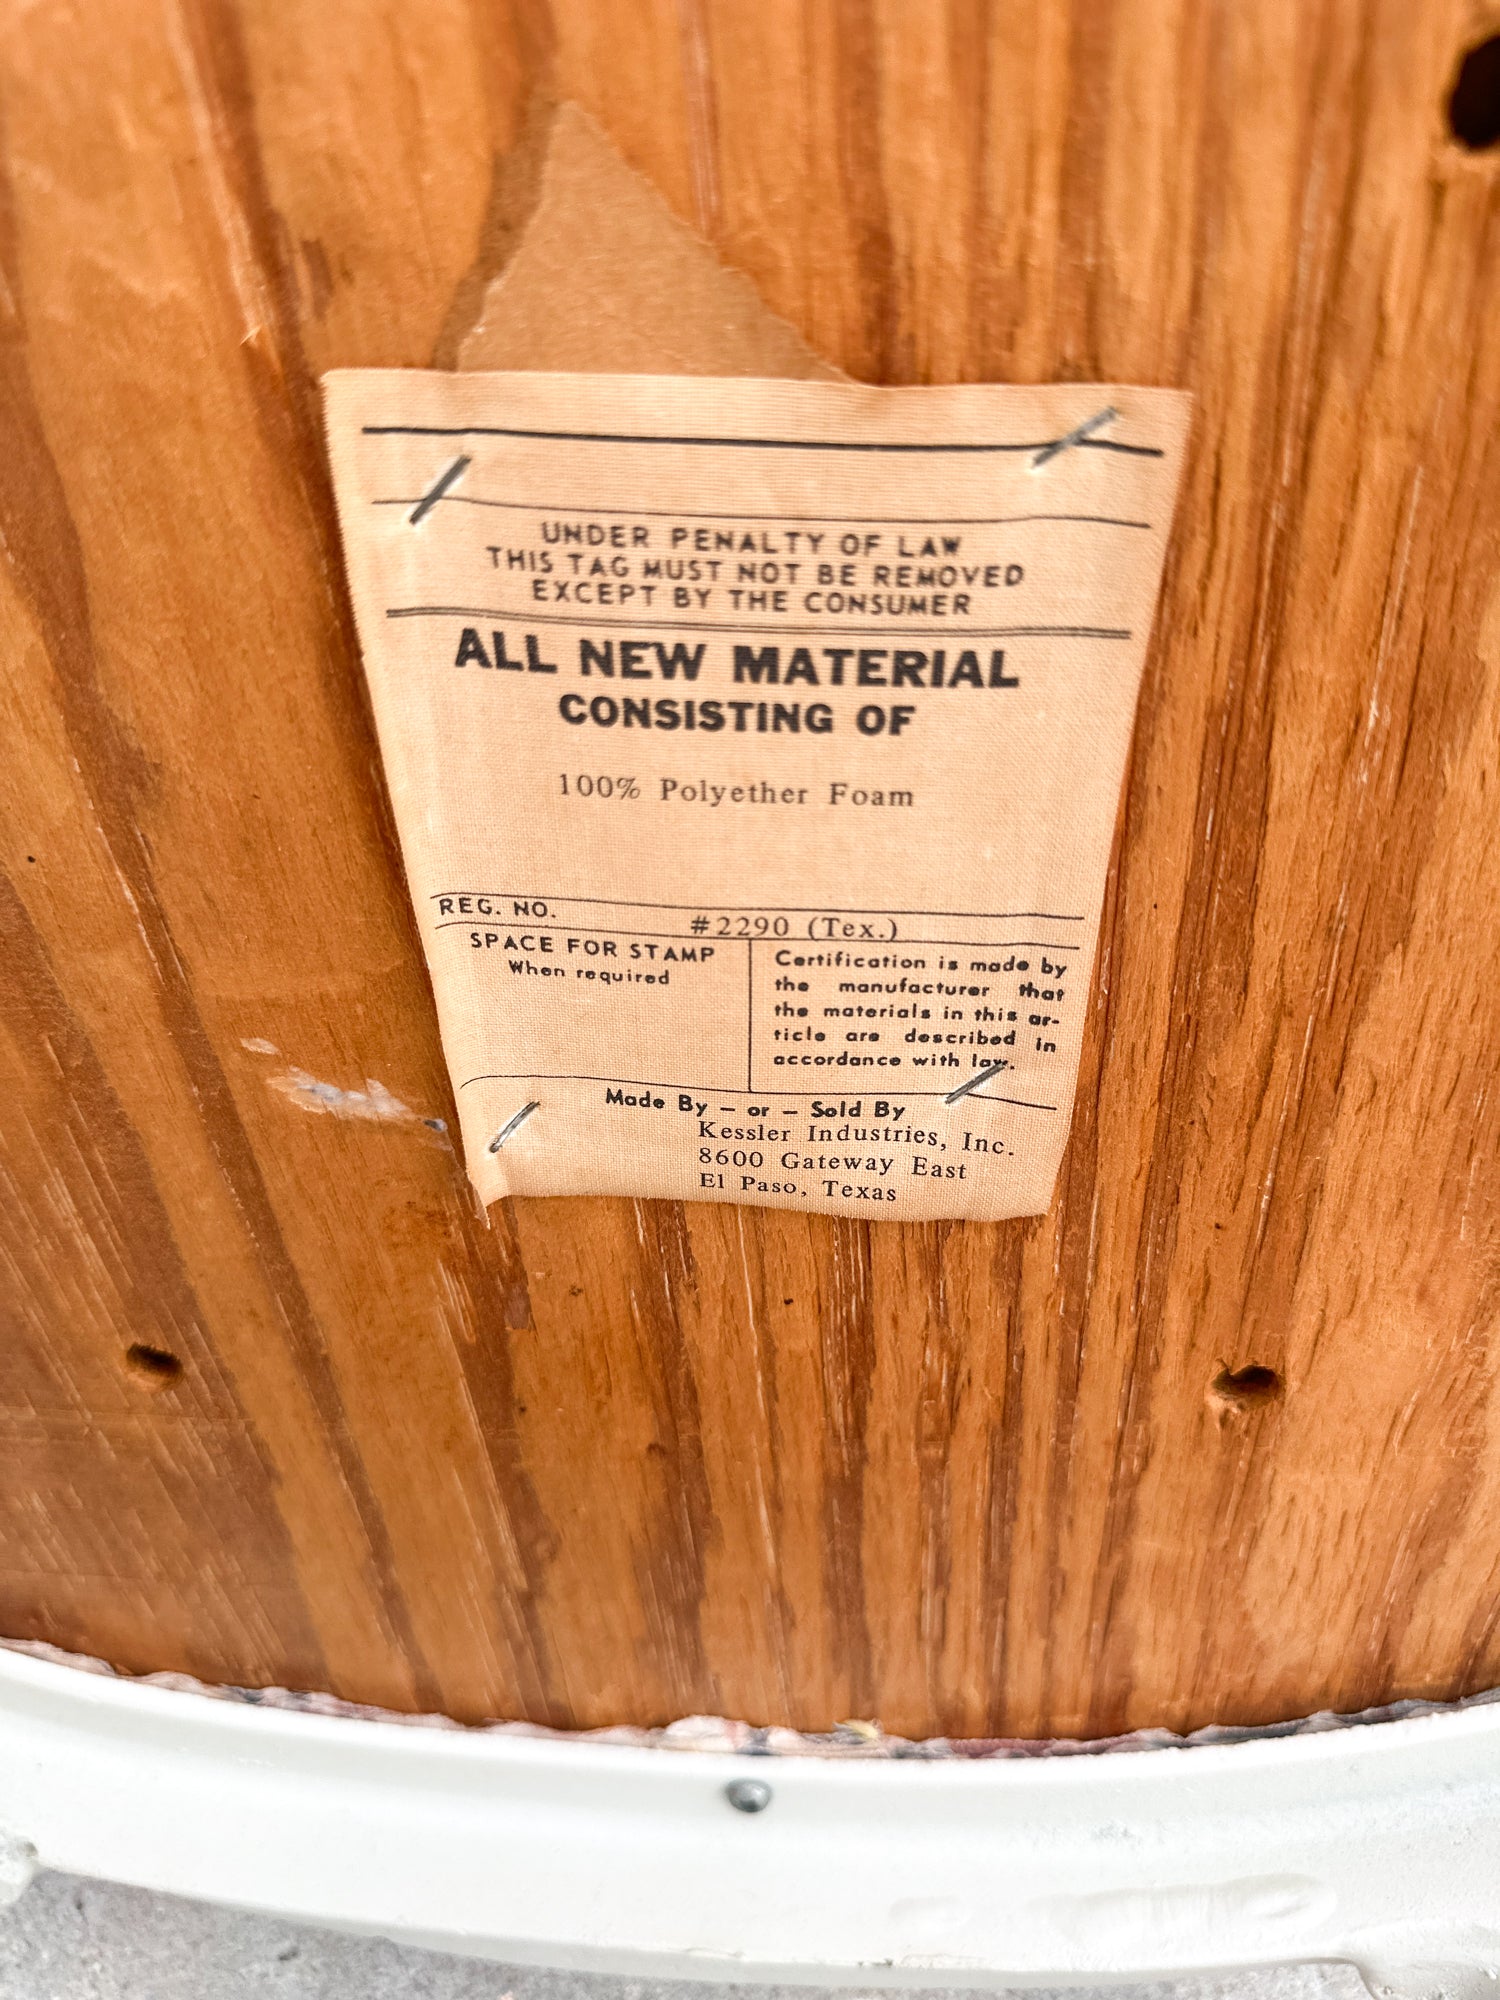 UNDER PENALTY OF LAW
THIS TAG MUST NOT BE REMOVED
EXCEPT BY THE CONSUMER
ALL NEW MATERIAL
CONSISTING OF
100% Polyether Foam
REG. NO.
#2290 (Tex.)
SPACE FOR STAMP
When required
Certification is made by
the manufacturer that
the materials in this ar-
ticle are described in
accordance with law.
Made By – or – Sold By
Kessler Industries, Inc.
8600 Gateway East
El Paso, Texas